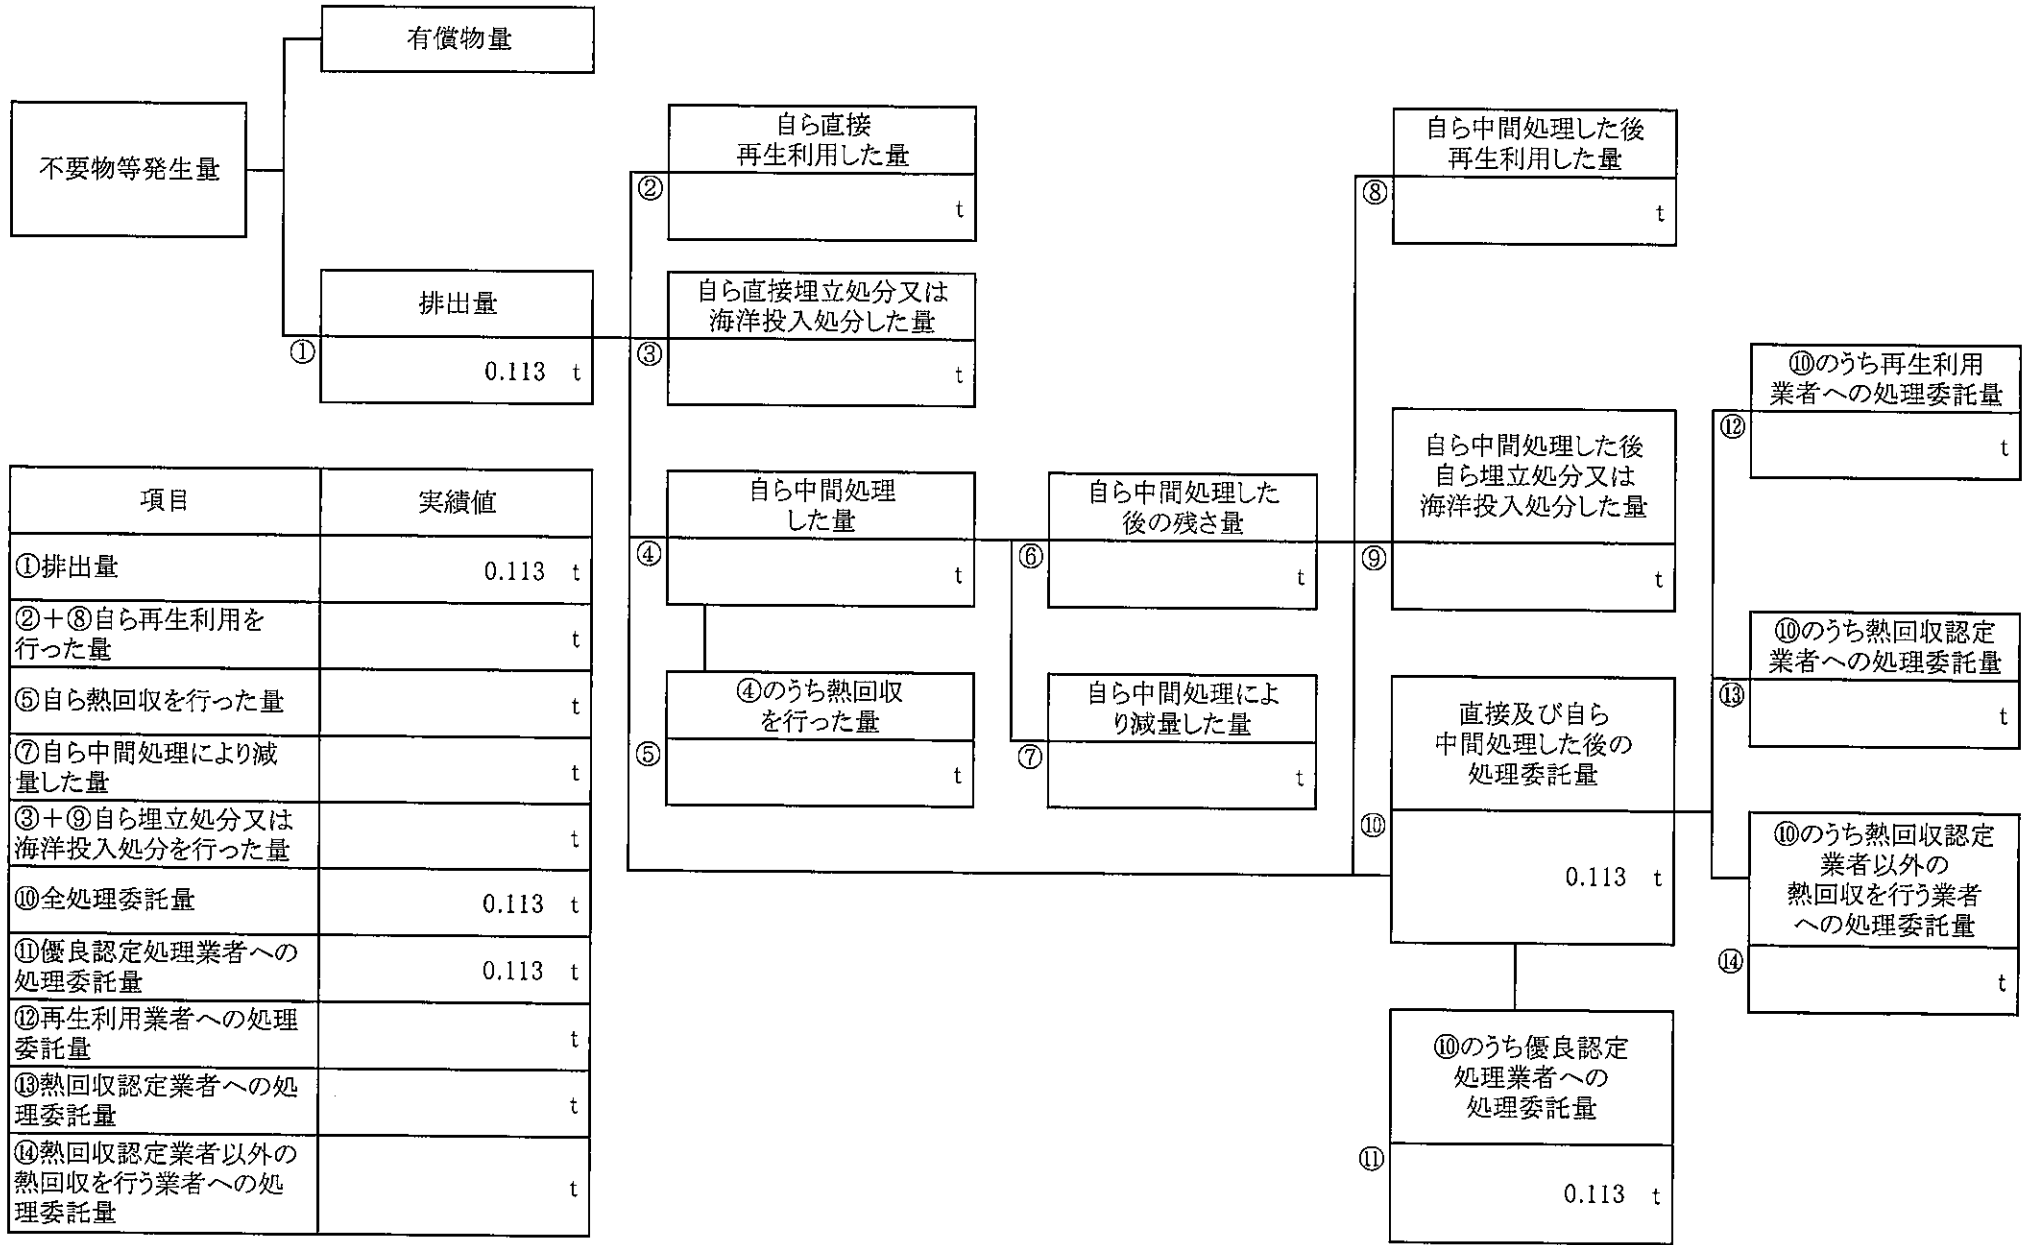 有償物量
不要物等発生量
排出量
①
0.113 t
自ら直接
再生利用した量
②
t
自ら直接埋立処分又は
海洋投入処分した量
③
t
自ら中間処理
した量
④
t
④のうち熱回収
を行った量
⑤
t
自ら中間処理した
後の残さ量
⑥
t
自ら中間処理によ
り減量した量
⑦
t
自ら中間処理した後
再生利用した量
⑧
t
自ら中間処理した後
自ら埋立処分又は
海洋投入処分した量
⑨
t
直接及び自ら
中間処理した後の
処理委託量
⑩
0.113 t
⑩のうち優良認定
処理業者への
処理委託量
⑪
0.113 t
⑩のうち再生利用
業者への処理委託量
⑫
t
⑩のうち熱回収認定
業者への処理委託量
⑬
t
⑩のうち熱回収認定
業者以外の
熱回収を行う業者
への処理委託量
⑭
t
項目 実績値
①排出量 0.113 t
②＋⑧自ら再生利用を
行った量
t
⑤自ら熱回収を行った量 t
⑦自ら中間処理により減
量した量
t
③＋⑨自ら埋立処分又は
海洋投入処分を行った量
t
⑩全処理委託量 0.113 t
⑪優良認定処理業者への
処理委託量
0.113 t
⑫再生利用業者への処理
委託量
t
⑬熱回収認定業者への処
理委託量
t
⑭熱回収認定業者以外の
熱回収を行う業者への処
理委託量
t